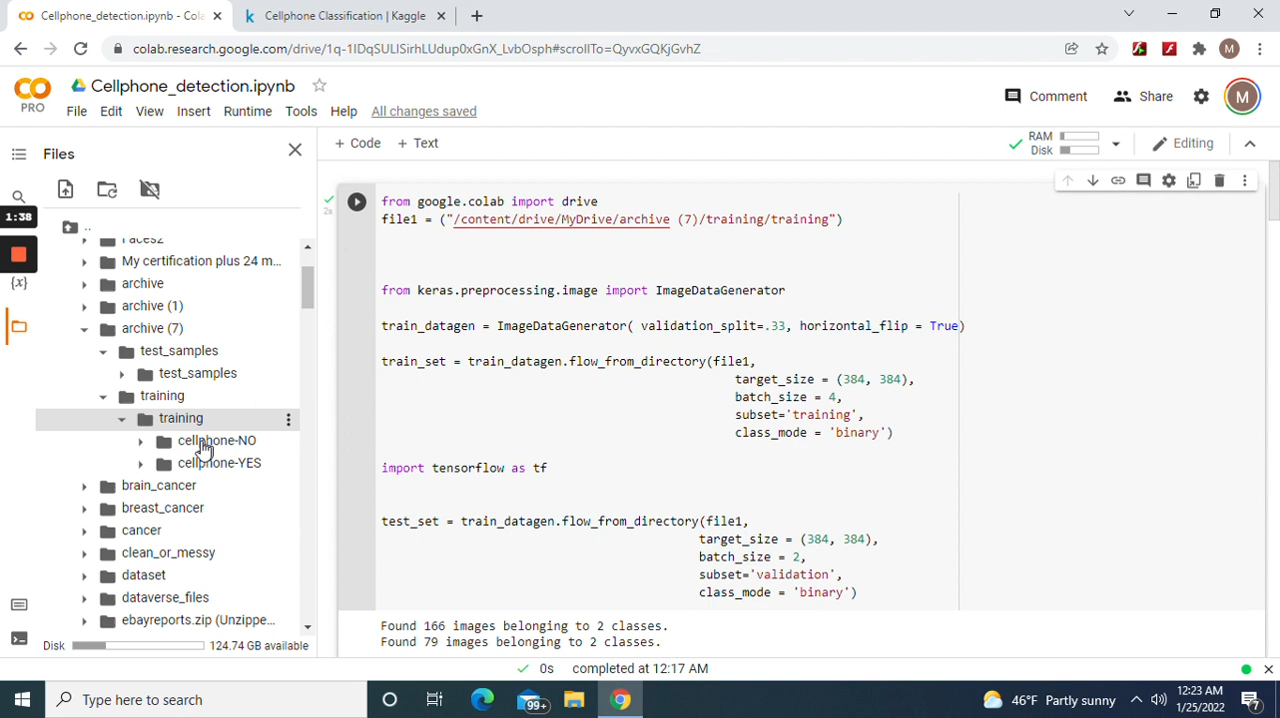 Cellphone_detection.ipynb - Cola
Cellphone Classification | Kaggle
colab.research.google.com/drive/1q-1IDqSULISirhLUdup0xGnX_LvbOsph#scrollTo=QyvxGQKjGvhZ
M
CO
PRO
Cellphone_detection.ipynb
Comment
Share
M
File Edit View Insert Runtime Tools Help All changes saved
Files
+ Code + Text
RAM
Disk
Editing
1:38
{x}
..
Faces2
My certification plus 24 m...
archive
archive (1)
archive (7)
test_samples
test_samples
training
training
cellphone-NO
cellphone-YES
brain_cancer
breast_cancer
cancer
clean_or_messy
dataset
dataverse_files
ebayreports.zip (Unzippe...
Disk 124.74 GB available
2s
from google.colab import drive
file1 = ("/content/drive/MyDrive/archive (7)/training/training")
from keras.preprocessing.image import ImageDataGenerator
train_datagen = ImageDataGenerator( validation_split=.33, horizontal_flip = True)
train_set = train_datagen.flow_from_directory(file1,
target_size = (384, 384),
batch_size = 4,
subset='training',
class_mode = 'binary')
import tensorflow as tf
test_set = train_datagen.flow_from_directory(file1,
target_size = (384, 384),
batch_size = 2,
subset='validation',
class_mode = 'binary')
Found 166 images belonging to 2 classes.
Found 79 images belonging to 2 classes.
0s completed at 12:17 AM
Type here to search
99+
46°F Partly sunny
12:23 AM
1/25/2022
7